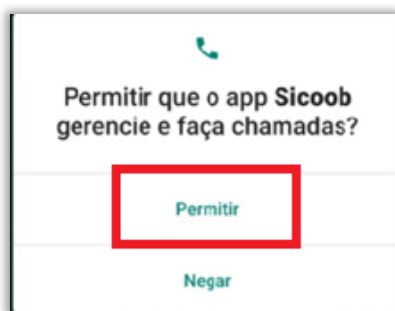 Permitir que o app Sicoob
gerencie e faça chamadas?
Permitir
Negar